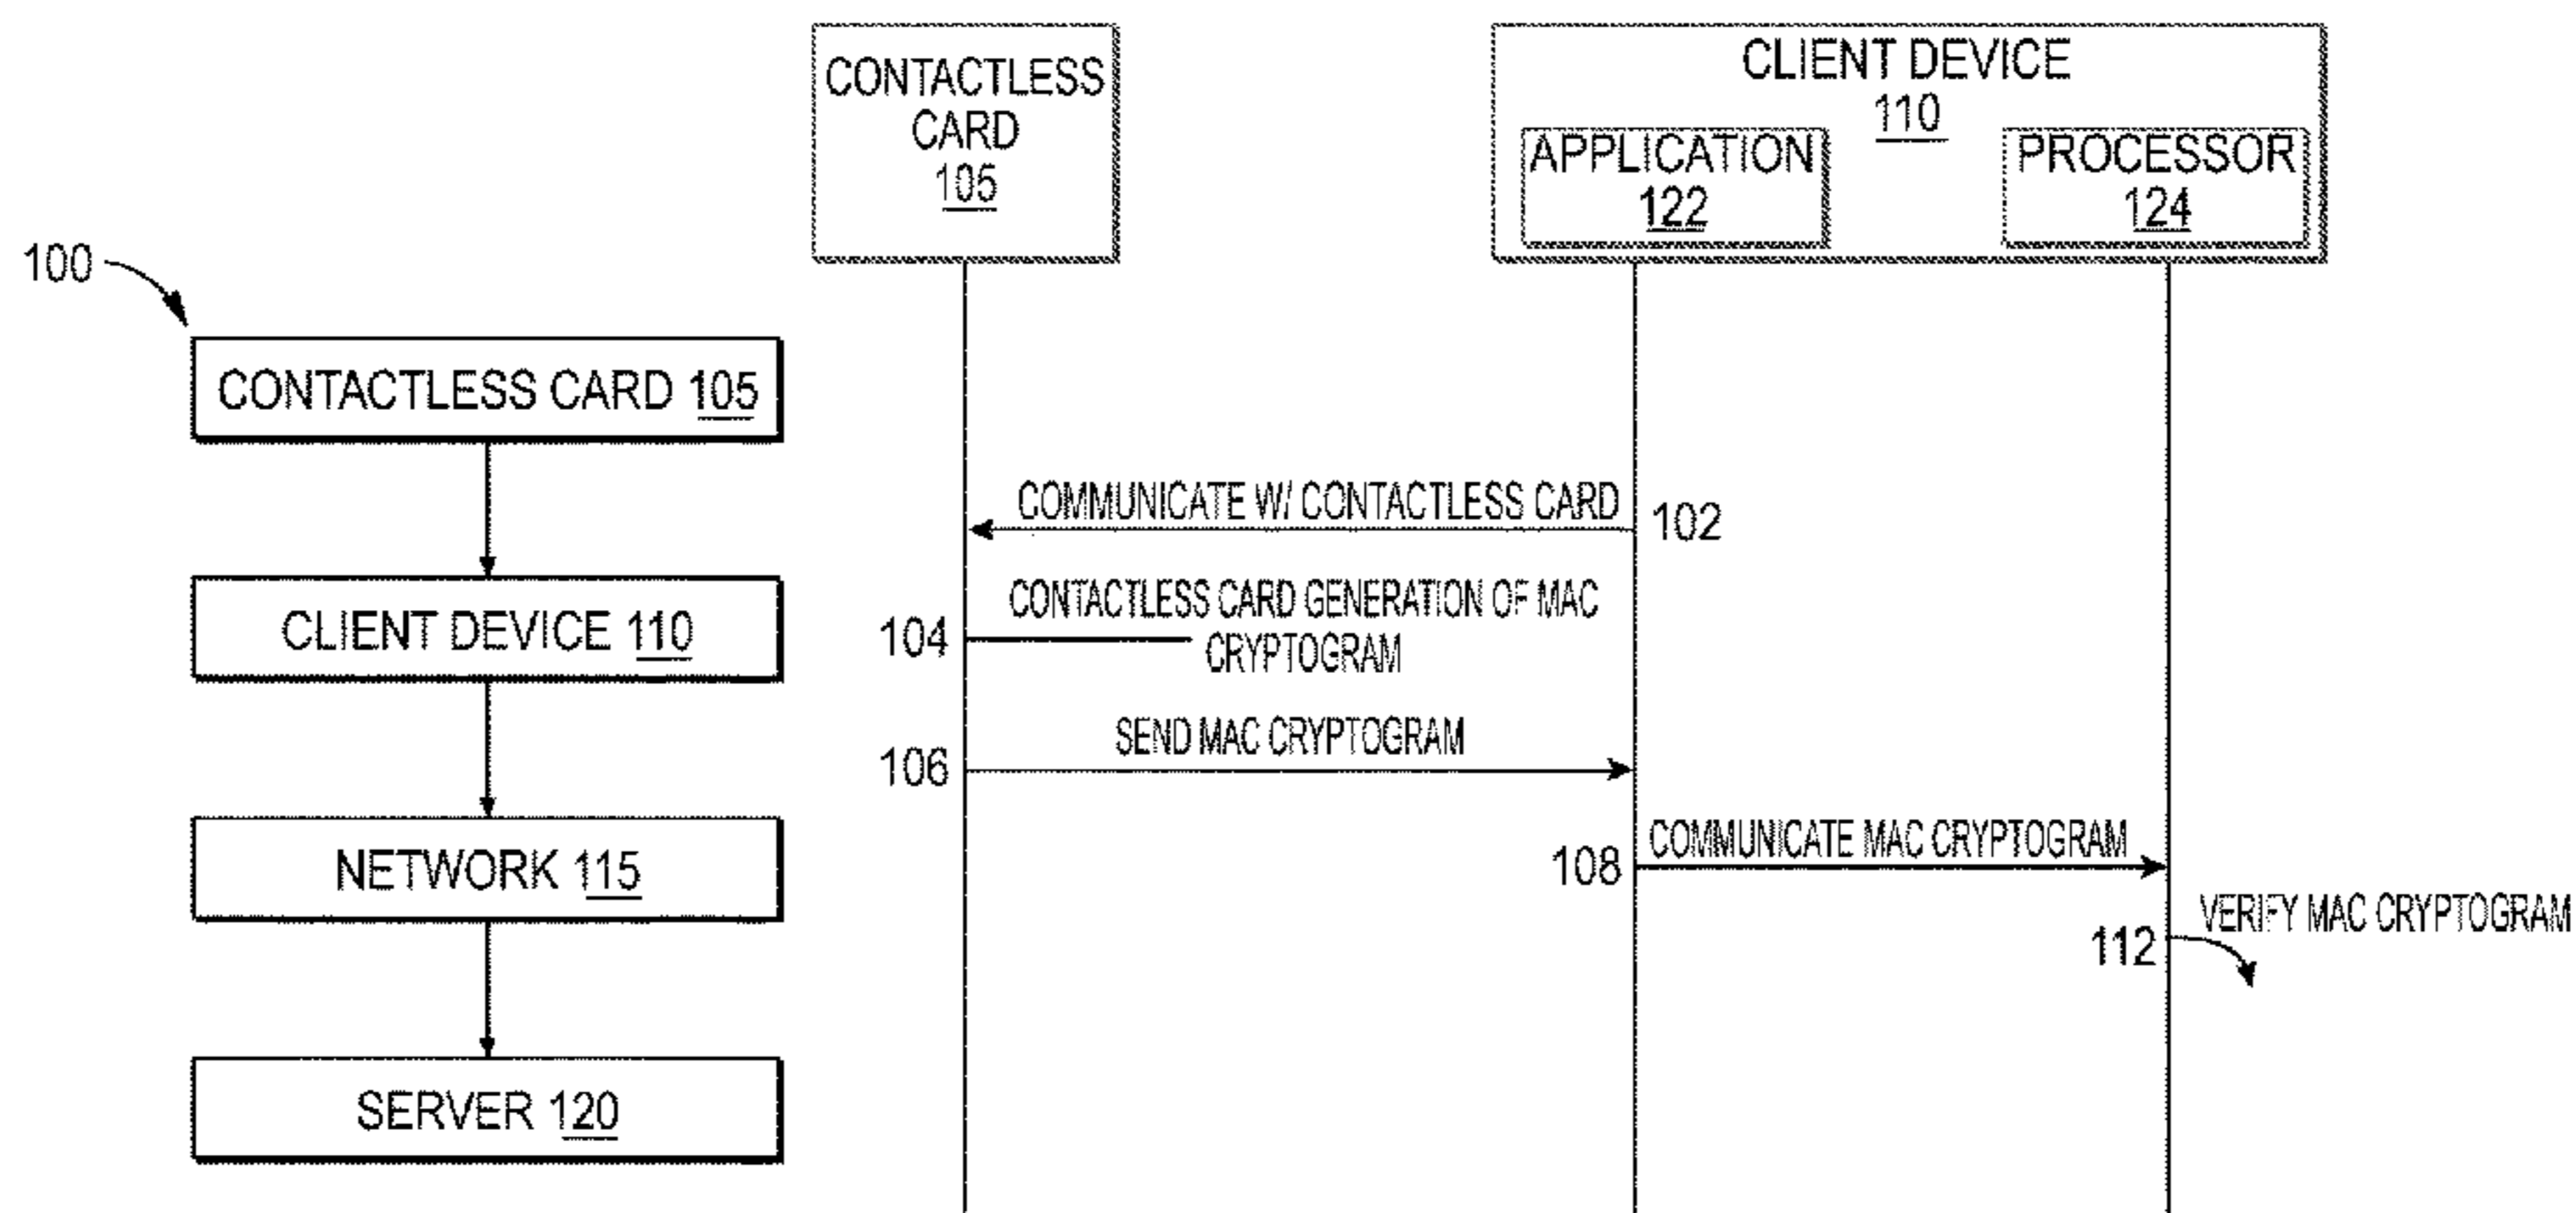 100
CONTACTLESS CARD 105
CLIENT DEVICE 110
NETWORK 115
SERVER 120
CONTACTLESS
CARD
105
CLIENT DEVICE
110
APPLICATION
122
PROCESSOR
124
COMMUNICATE W/ CONTACTLESS CARD
102
CONTACTLESS CARD GENERATION OF MAC
CRYPTOGRAM
104
SEND MAC CRYPTOGRAM
106
COMMUNICATE MAC CRYPTOGRAM
108
VERIFY MAC CRYPTOGRAM
112